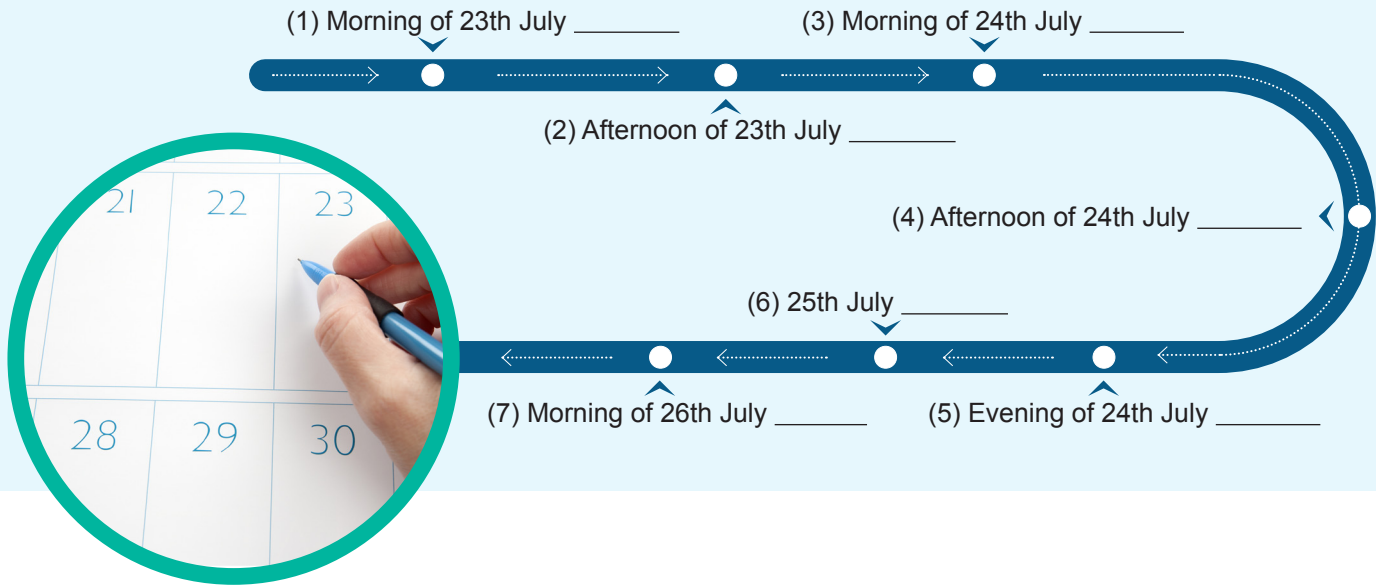 (1) Morning of 23th July _______
(2) Afternoon of 23th July _______
(3) Morning of 24th July _______
(4) Afternoon of 24th July _______
(5) Evening of 24th July _______
(6) 25th July _______
(7) Morning of 26th July _______
21 22 23
28 29 30